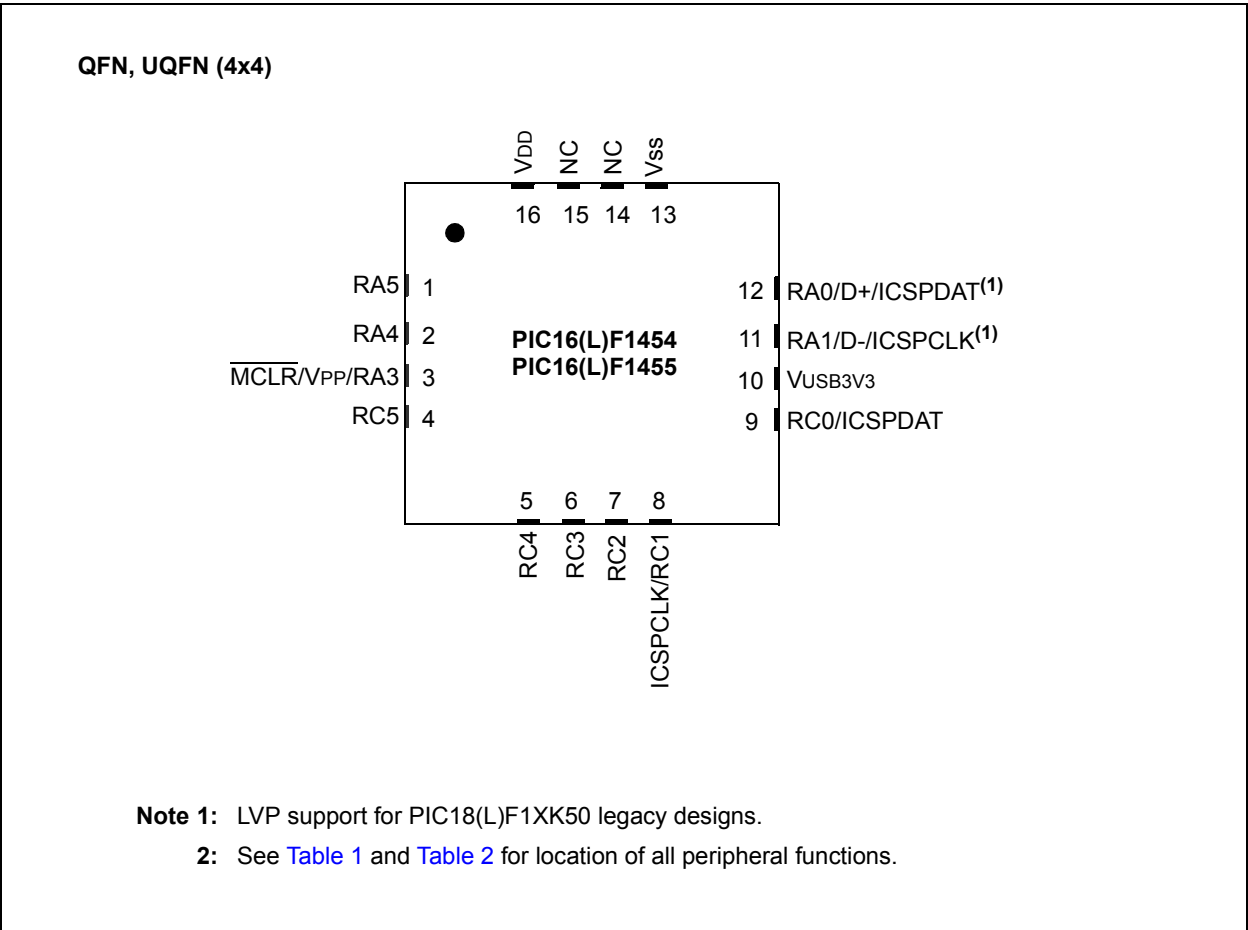 QFN, UQFN (4x4)
VDD
NC
NC
Vss
16 15 14 13
RA5 1
RA4 2
MCLR/VPP/RA3 3
RC5 4
PIC16(L)F1454
PIC16(L)F1455
12 RA0/D+/ICSPDAT(1)
11 RA1/D-/ICSPCLK(1)
10 VUSB3V3
9 RC0/ICSPDAT
5 6 7 8
RC4
RC3
RC2
ICSPCLK/RC1
Note 1: LVP support for PIC18(L)F1XK50 legacy designs.
2: See Table 1 and Table 2 for location of all peripheral functions.